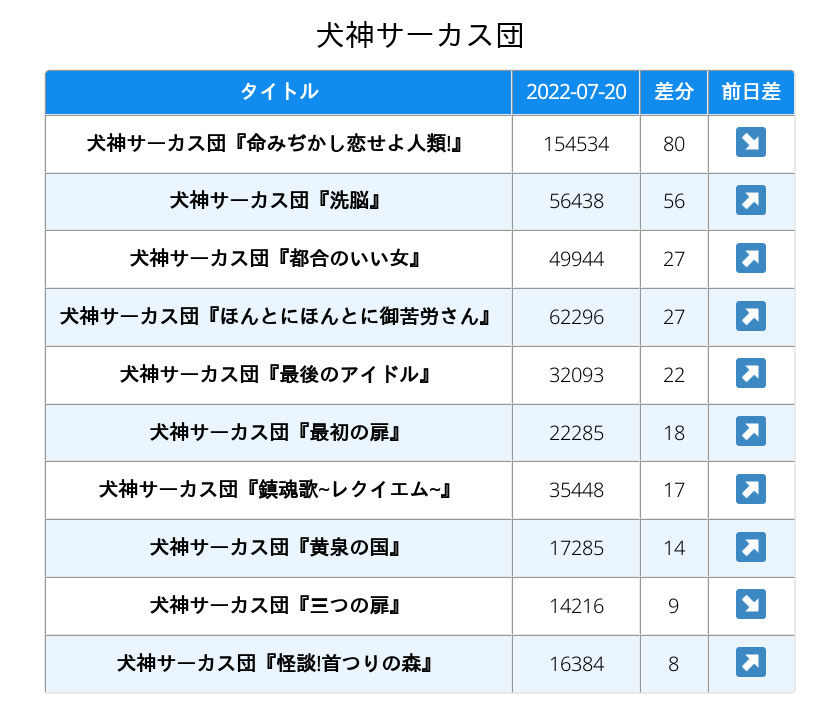 犬神サーカス団
タイトル 2022-07-20 差分 前日差
犬神サーカス団『命みぢかし恋せよ人類!』 154534 80 ↘
犬神サーカス団『洗脳』 56438 56 ↗
犬神サーカス団『都合のいい女』 49944 27 ↗
犬神サーカス団『ほんとにほんとに御苦労さん』 62296 27 ↗
犬神サーカス団『最後のアイドル』 32093 22 ↗
犬神サーカス団『最初の扉』 22285 18 ↗
犬神サーカス団『鎮魂歌~レクイエム~』 35448 17 ↗
犬神サーカス団『黄泉の国』 17285 14 ↗
犬神サーカス団『三つの扉』 14216 9 ↘
犬神サーカス団『怪談!首つりの森』 16384 8 ↗